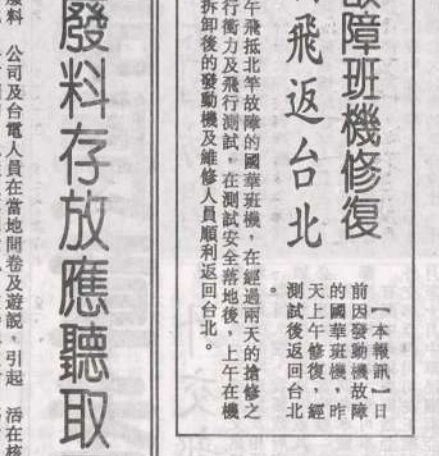 故障班機修復
飛返台北
【本報訊】日
前因發動機故障
的國華班機，昨
天上午修復，經
測試後返回台北
。
午飛抵北竿故障的國華班機，在經過兩天的搶修之
行衝力及飛行測試，在測試安全落地後，上午在機
拆卸後的發動機及維修人員順利返回台北。
廢料存放應聽取
廢料
公司及台電人員在當地問卷及遊說，引起
活在核